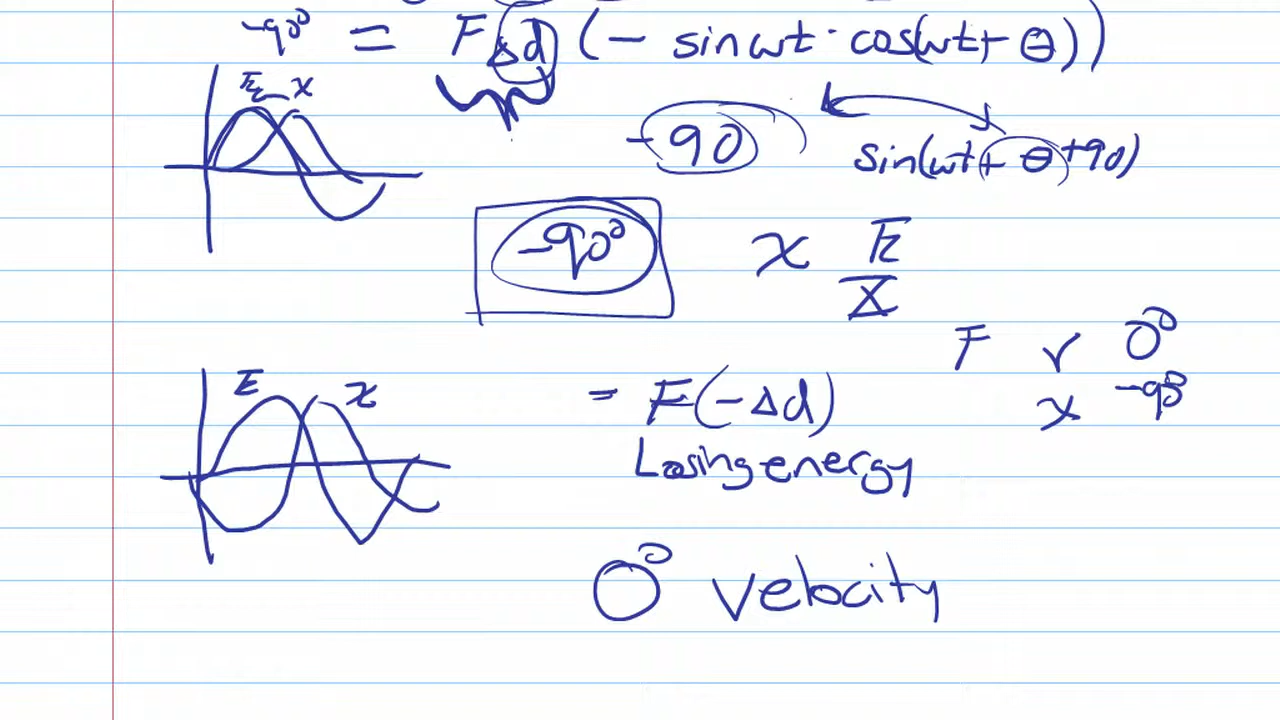 -90° = FΔd (- sinωt · cos(ωt + θ))
E x
-90
sin(ωt + θ + 90)
-90° x E
X
F v 0°
x -90°
E x
= F(-Δd)
Losing energy
0° velocity